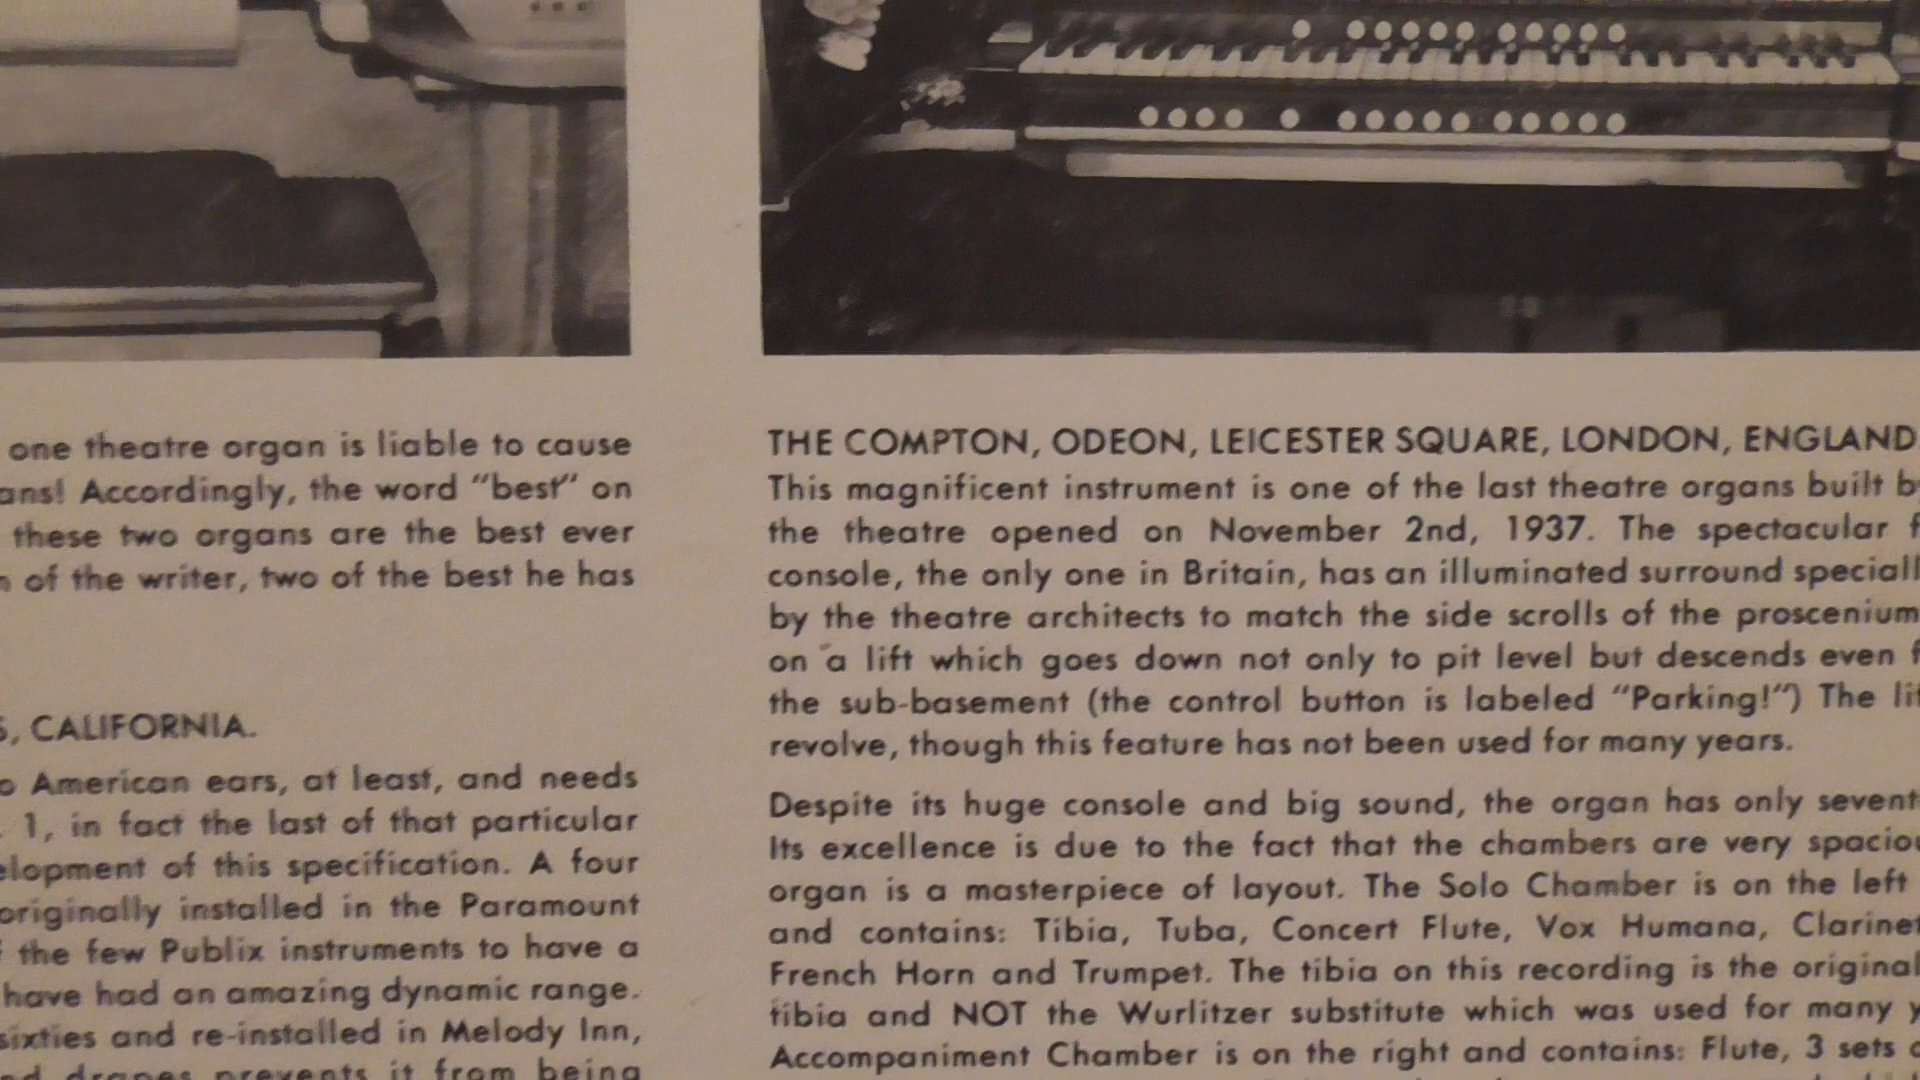 one theatre organ is liable to cause
Accordingly, the word "best" on
these two organs are the best ever
of the writer, two of the best he has
CALIFORNIA.
American ears, at least, and needs
1, in fact the last of that particular
of this specification. A four
originally installed in the Paramount
the few Publix instruments to have a
have had an amazing dynamic range.
sixties and re-installed in Melody Inn,
drapes prevents it from being
THE COMPTON, ODEON, LEICESTER SQUARE, LONDON, ENGLAND
This magnificent instrument is one of the last theatre organs built
the theatre opened on November 2nd, 1937. The spectacular
console, the only one in Britain, has an illuminated surround
by the theatre architects to match the side scrolls of the proscenium
on a lift which goes down not only to pit level but descends even
the sub-basement (the control button is labeled "Parking!") The
revolve, though this feature has not been used for many years.
Despite its huge console and big sound, the organ has only
Its excellence is due to the fact that the chambers are very
organ is a masterpiece of layout. The Solo Chamber is on the left
and contains: Tibia, Tuba, Concert Flute, Vox Humana, Clarinet
French Horn and Trumpet. The tibia on this recording is the original
tibia and NOT the Wurlitzer substitute which was used for many
Accompaniment Chamber is on the right and contains: Flute, 3 sets